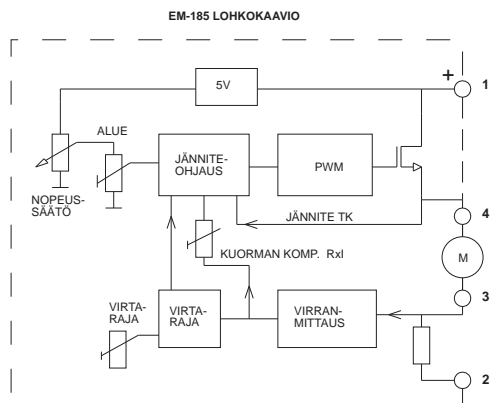 EM-185 LOHKOKAAVIO
5V
+
1
ALUE
JÄNNITE-
OHJAUS
PWM
NOPEUS-
SÄÄTÖ
JÄNNITE TK
4
M
KUORMAN KOMP. RxI
3
VIRTA-
RAJA
VIRTA-
RAJA
VIRRAN-
MITTAUS
2